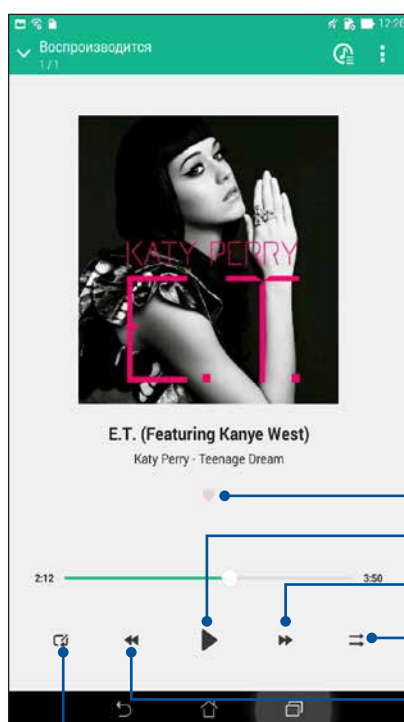 12:26
Воспроизводится
1/1
KATY PERRY
E.T.
E.T. (Featuring Kanye West)
Katy Perry - Teenage Dream
2:12
3:50